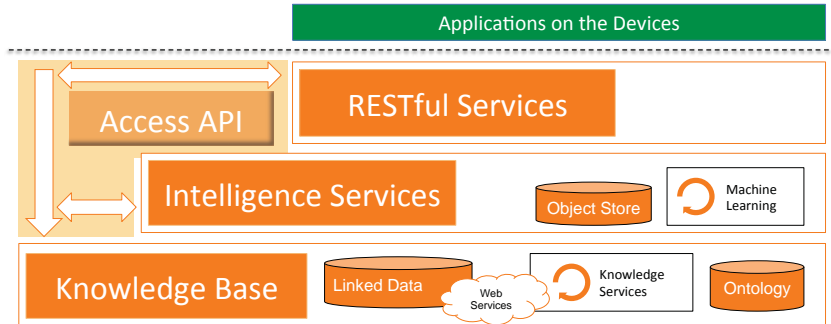 Applications on the Devices
RESTful Services
Access API
Intelligence Services
Object Store
Machine
Learning
Knowledge Base
Linked Data
Web
Services
Knowledge
Services
Ontology